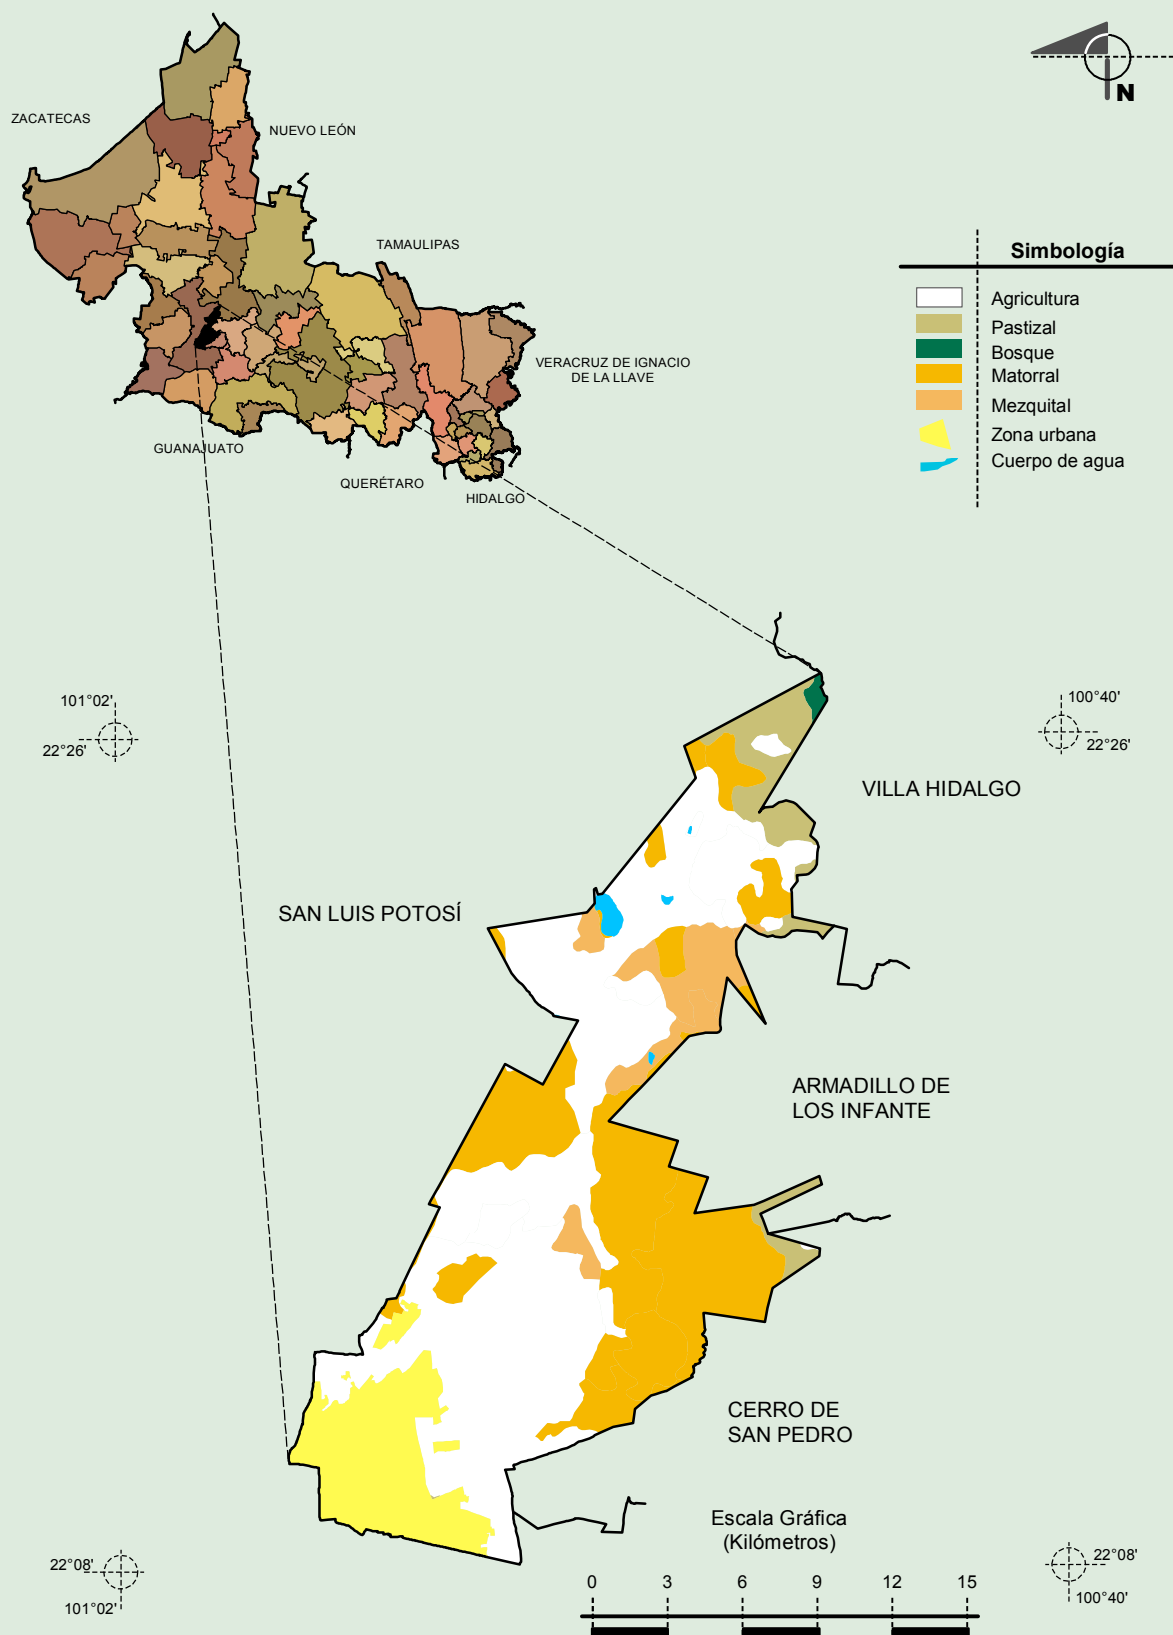 N
ZACATECAS
NUEVO LEÓN
TAMAULIPAS
VERACRUZ DE IGNACIO
DE LA LLAVE
GUANAJUATO
QUERÉTARO
HIDALGO
Simbología
Agricultura
Pastizal
Bosque
Matorral
Mezquital
Zona urbana
Cuerpo de agua
101°02'
22°26'
100°40'
22°26'
VILLA HIDALGO
SAN LUIS POTOSÍ
ARMADILLO DE
LOS INFANTE
CERRO DE
SAN PEDRO
Escala Gráfica
(Kilómetros)
0 3 6 9 12 15
22°08'
101°02'
22°08'
100°40'